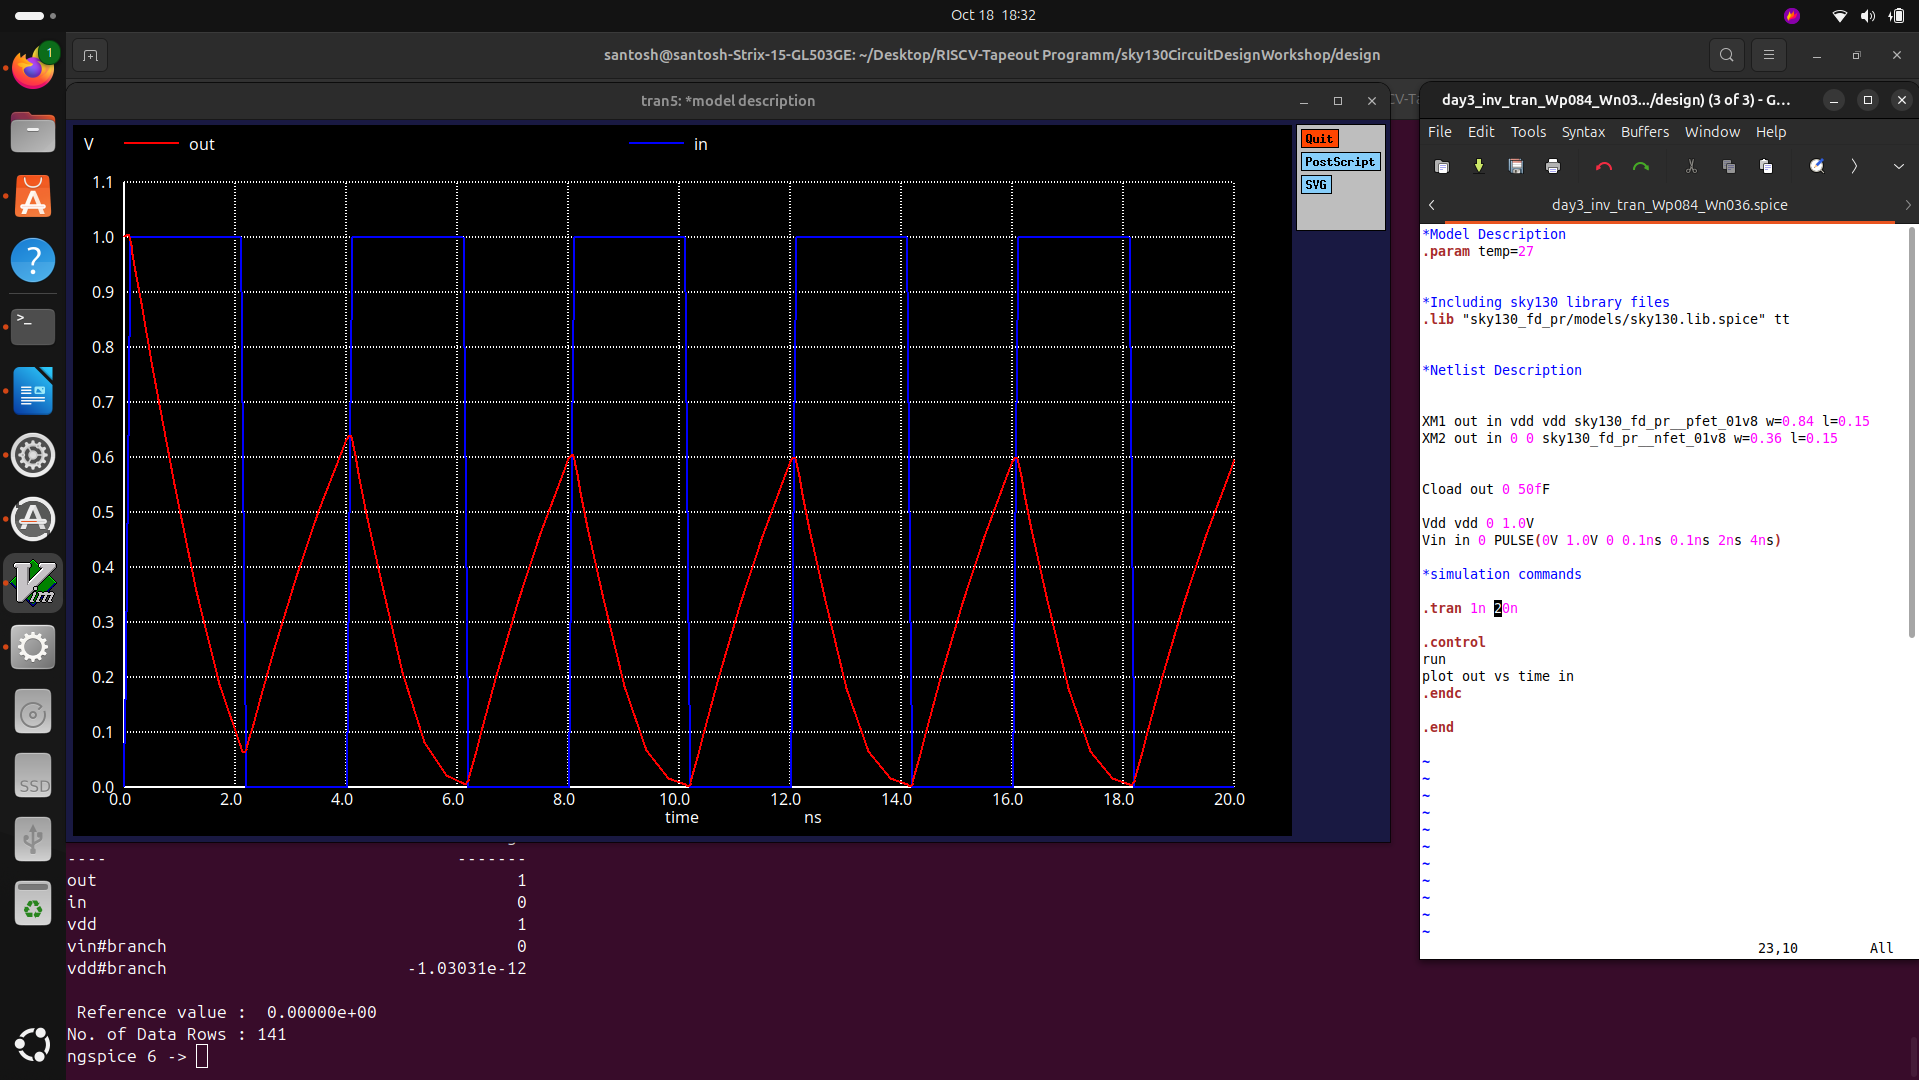 Oct 18 18:32
1
santosh@santosh-Strix-15-GL503GE: ~/Desktop/RISCV-Tapeout Programm/sky130CircuitDesignWorkshop/design
tran5: *model description
V
out
in
Quit
PostScript
SVG
1.1
1.0
0.9
0.8
0.7
0.6
0.5
0.4
0.3
0.2
0.1
0.0
0.0 2.0 4.0 6.0 8.0 10.0 12.0 14.0 16.0 18.0 20.0
time ns
---- -------
out 1
in 0
vdd 1
vin#branch 0
vdd#branch -1.03031e-12
Reference value : 0.00000e+00
No. of Data Rows : 141
ngspice 6 ->
day3_inv_tran_Wp084_Wn03.../design) (3 of 3) - G...
File Edit Tools Syntax Buffers Window Help
day3_inv_tran_Wp084_Wn036.spice
*Model Description
.param temp=27
*Including sky130 library files
.lib "sky130_fd_pr/models/sky130.lib.spice" tt
*Netlist Description
XM1 out in vdd vdd sky130_fd_pr__pfet_01v8 w=0.84 l=0.15
XM2 out in 0 0 sky130_fd_pr__nfet_01v8 w=0.36 l=0.15
Cload out 0 50fF
Vdd vdd 0 1.0V
Vin in 0 PULSE(0V 1.0V 0 0.1ns 0.1ns 2ns 4ns)
*simulation commands
.tran 1n 20n
.control
run
plot out vs time in
.endc
.end
~
~
~
~
~
~
~
~
~
~
~
23,10 All
SSD
Vim